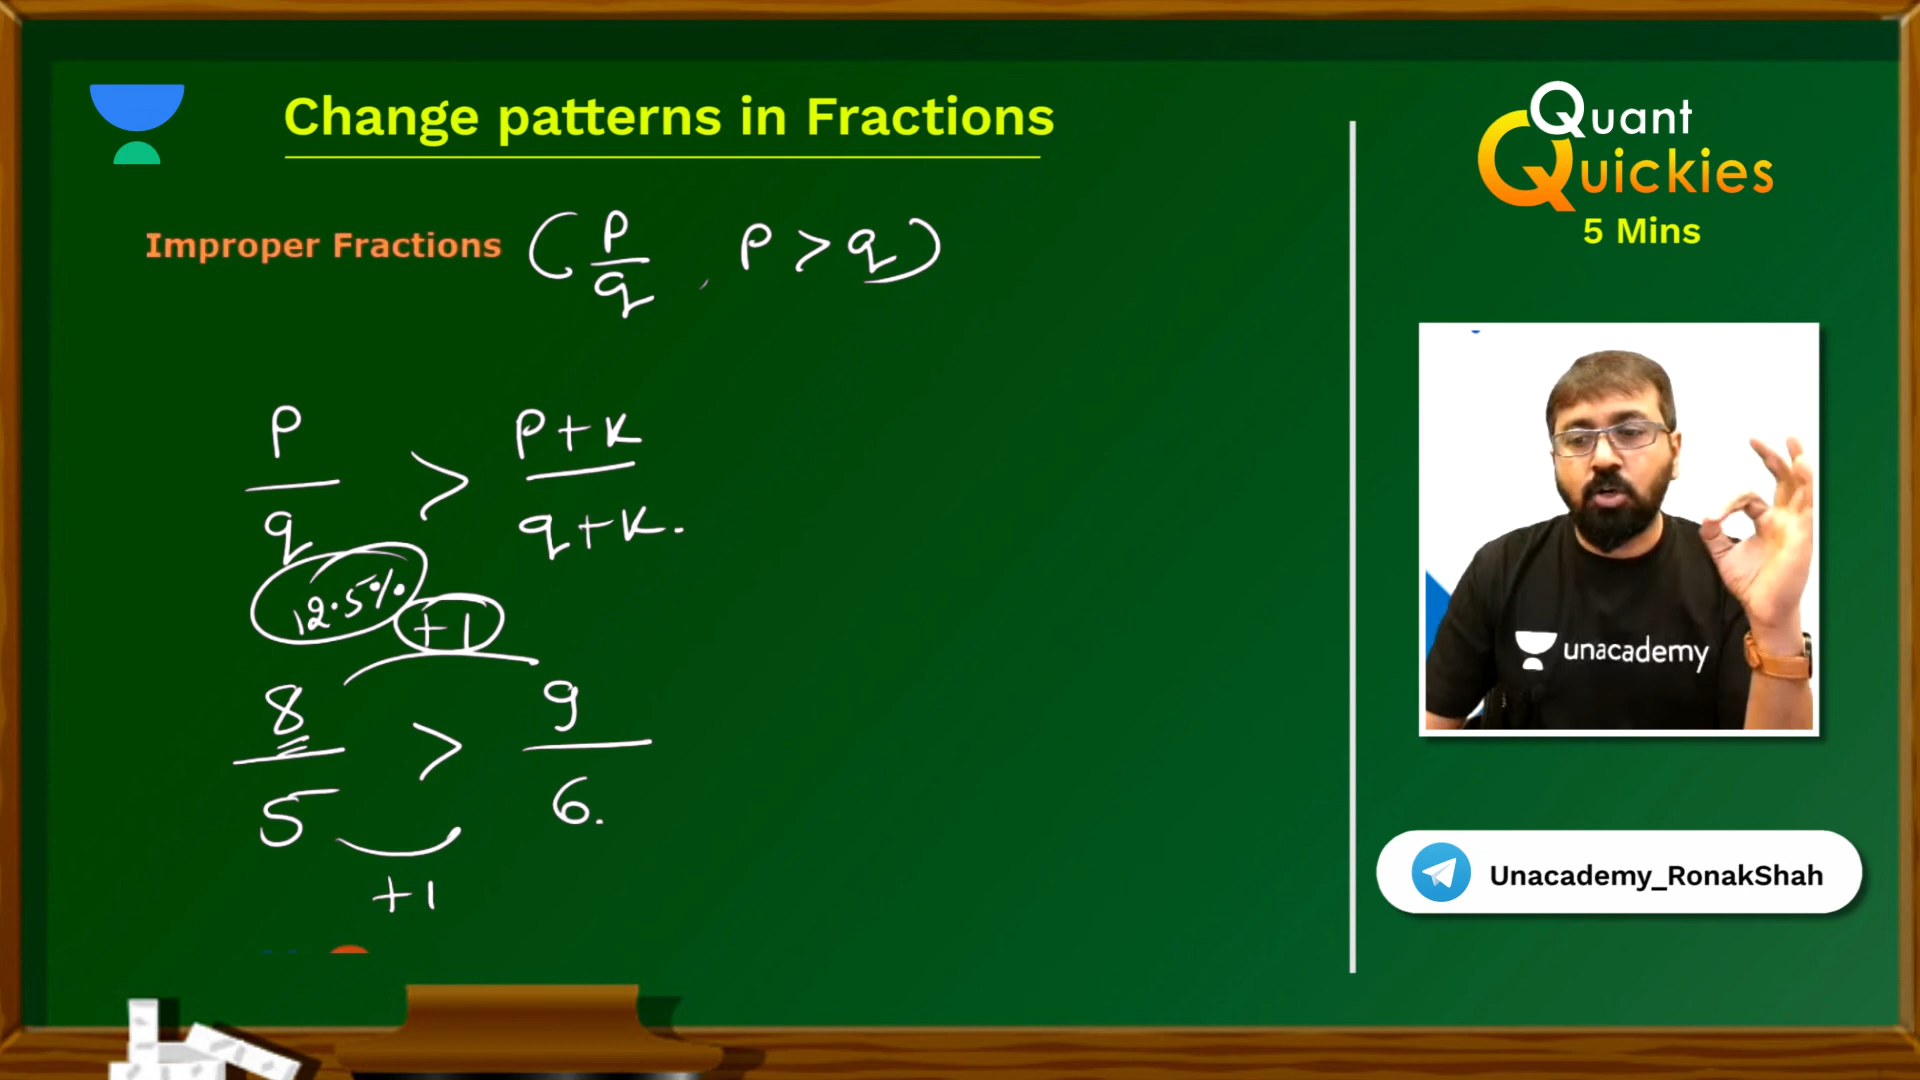 Change patterns in Fractions
Quant
Quickies
5 Mins
Improper Fractions ( p/q , p > q )
p/q > p+k/q+k.
12.5% +1
8/5 > 9/6.
+1
unacademy
Unacademy_RonakShah